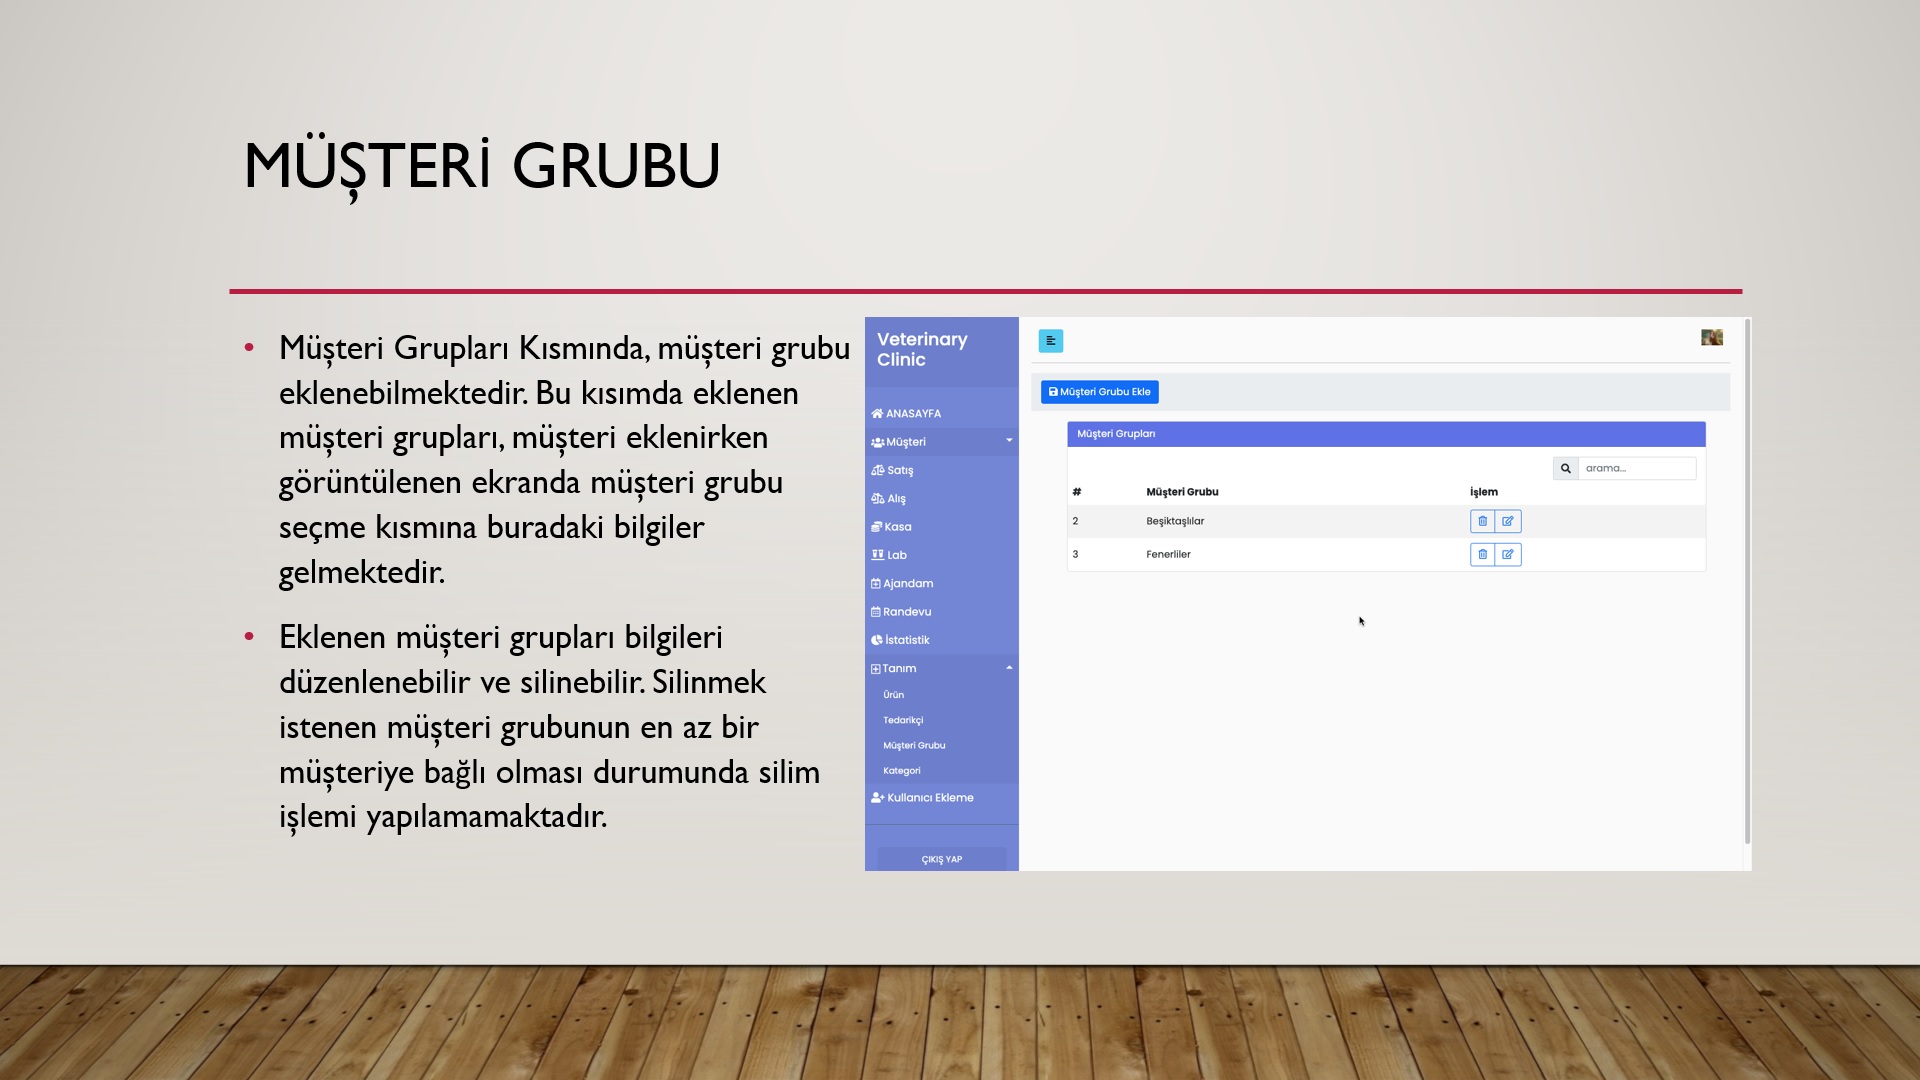 MÜŞTERİ GRUBU
• Müşteri Grupları Kısmında, müşteri grubu
eklenebilmektedir. Bu kısımda eklenen
müşteri grupları, müşteri eklenirken
görüntülenen ekranda müşteri grubu
seçme kısmına buradaki bilgiler
gelmektedir.
• Eklenen müşteri grupları bilgileri
düzenlenebilir ve silinebilir. Silinmek
istenen müşteri grubunun en az bir
müşteriye bağlı olması durumunda silim
işlemi yapılamamaktadır.
Veterinary
Clinic
ANASAYFA
Müşteri
Satış
Alış
Kasa
Lab
Ajandam
Randevu
İstatistik
Tanım
Ürün
Tedarikçi
Müşteri Grubu
Kategori
Kullanıcı Ekleme
ÇIKIŞ YAP
Müşteri Grubu Ekle
Müşteri Grupları
arama...
# Müşteri Grubu İşlem
2 Beşiktaşlılar
3 Fenerliler